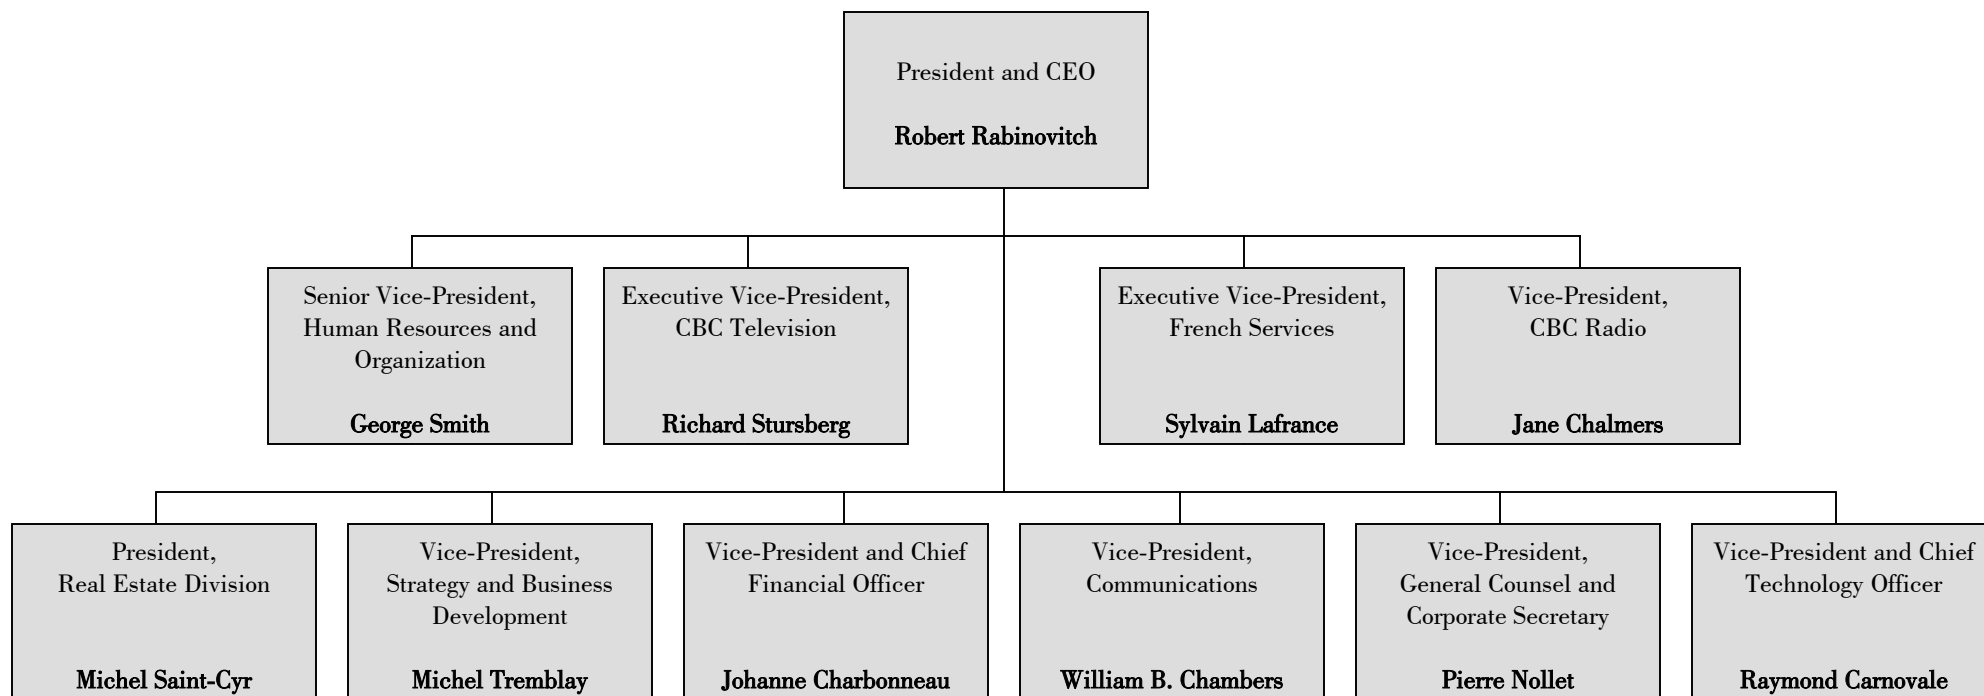 President and CEO
Robert Rabinovitch
Senior Vice-President,
Human Resources and
Organization
George Smith
Executive Vice-President,
CBC Television
Richard Stursberg
Executive Vice-President,
French Services
Sylvain Lafrance
Vice-President,
CBC Radio
Jane Chalmers
President,
Real Estate Division
Michel Saint-Cyr
Vice-President,
Strategy and Business
Development
Michel Tremblay
Vice-President and Chief
Financial Officer
Johanne Charbonneau
Vice-President,
Communications
William B. Chambers
Vice-President,
General Counsel and
Corporate Secretary
Pierre Nollet
Vice-President and Chief
Technology Officer
Raymond Carnovale